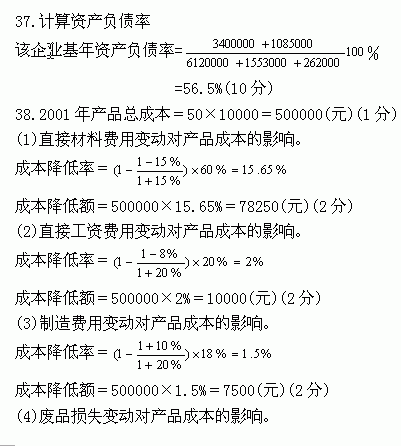 37.计算资产负债率
该企业基年资产负债率=(3400000 +1085000)/(6120000 +1553000 +262000) 100 %
=56.5%(10分)
38.2001年产品总成本=50×10000=500000(元)(1分)
(1)直接材料费用变动对产品成本的影响。
成本降低率=(1-(1-15%)/(1+15%))×60%=15.65%
成本降低额=500000×15.65%=78250(元)(2分)
(2)直接工资费用变动对产品成本的影响。
成本降低率=(1-(1-8%)/(1+20%))×20%=2%
成本降低额=500000×2%=10000(元)(2分)
(3)制造费用变动对产品成本的影响。
成本降低率=(1-(1+10%)/(1+20%))×18%=1.5%
成本降低额=500000×1.5%=7500(元)(2分)
(4)废品损失变动对产品成本的影响。